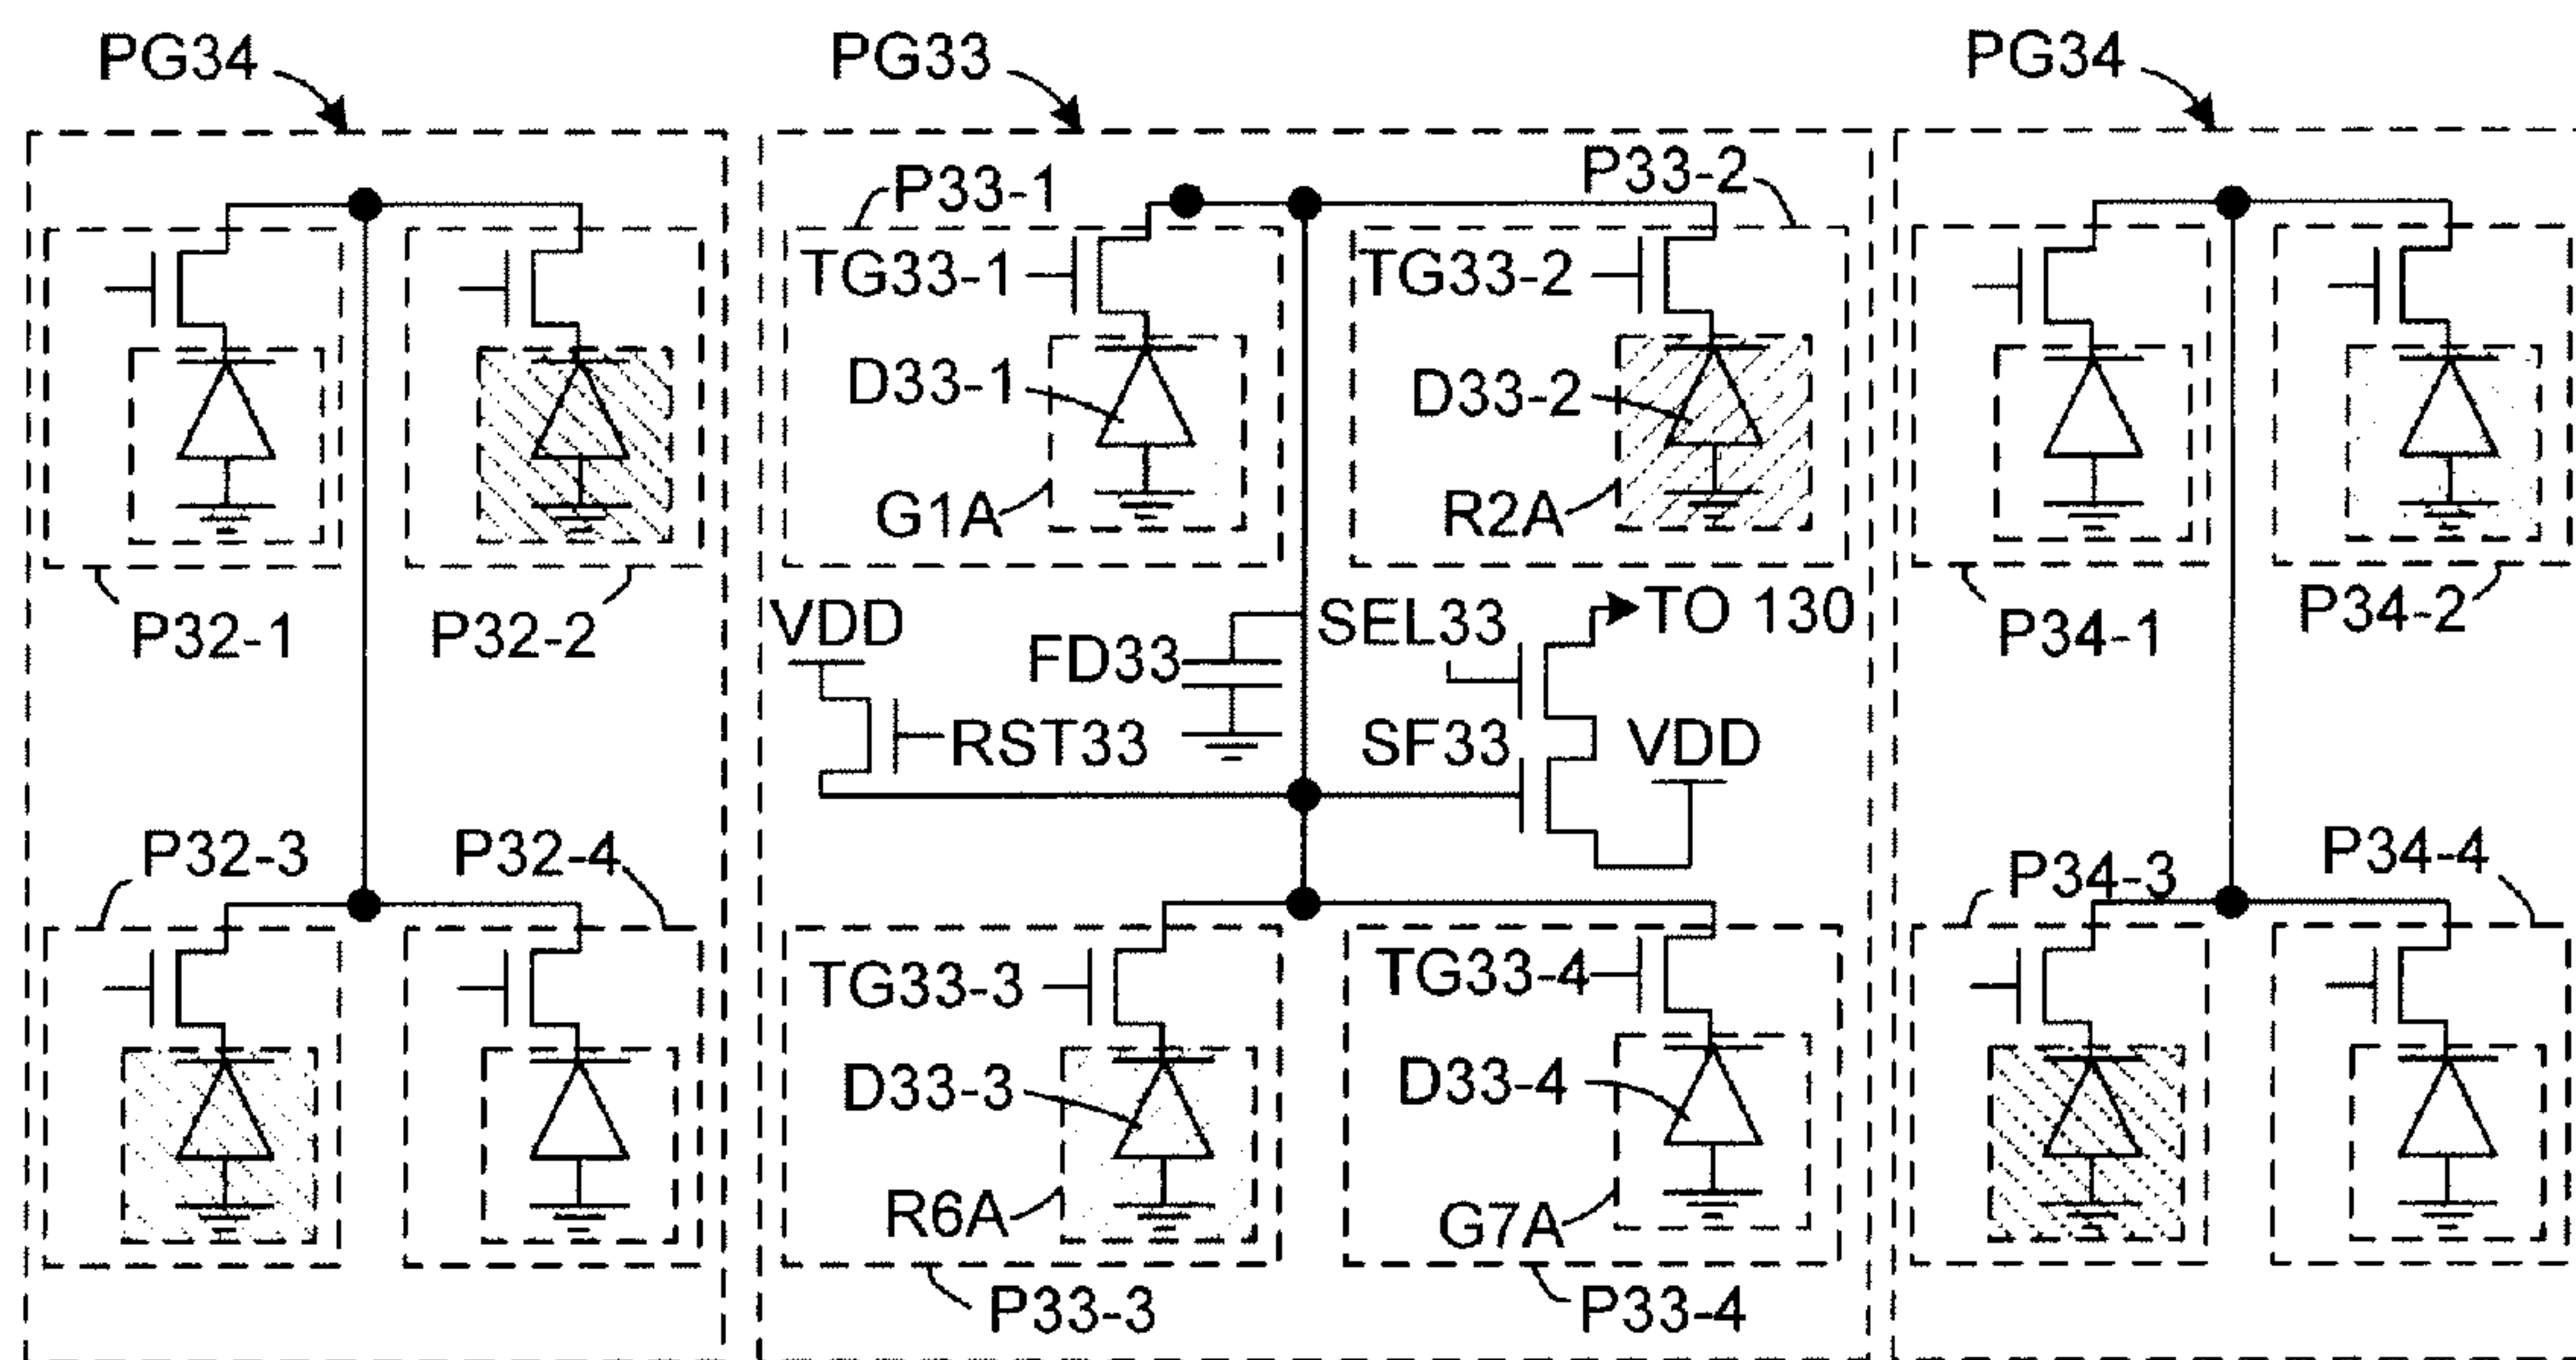 PG34
PG33
PG34
P33-1
P33-2
TG33-1
TG33-2
D33-1
D33-2
G1A
R2A
P32-1
P32-2
VDD
FD33
SEL33
TO 130
P34-1
P34-2
RST33
SF33
VDD
P32-3
P32-4
P34-3
P34-4
TG33-3
TG33-4
D33-3
D33-4
R6A
G7A
P33-3
P33-4